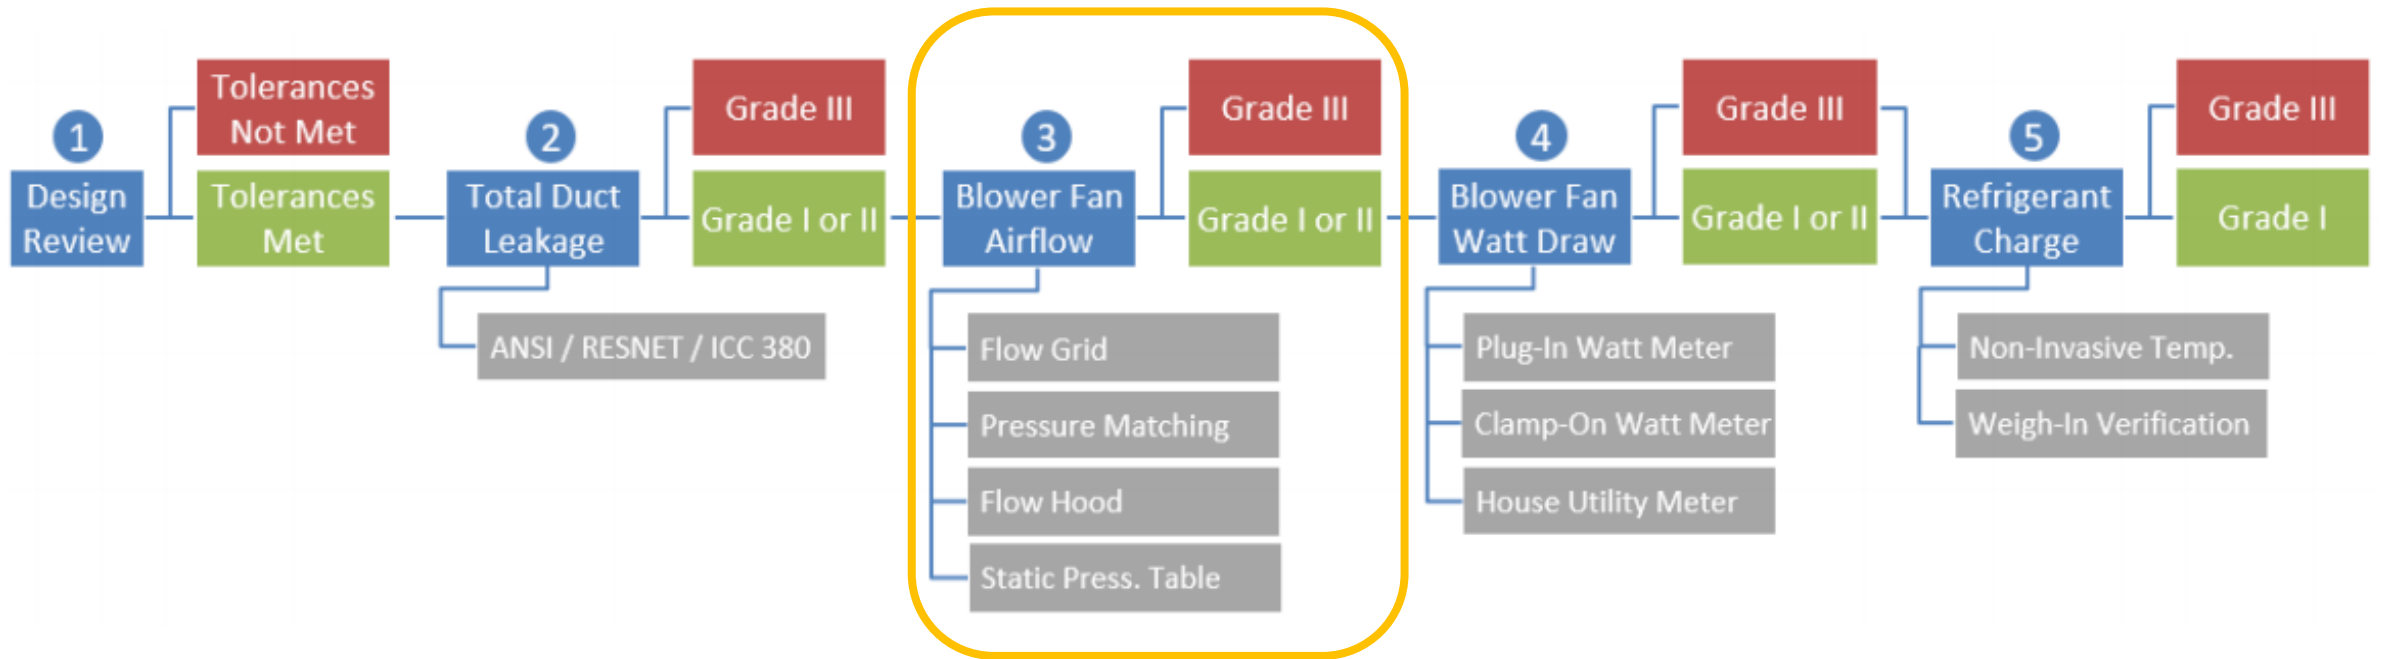 1
Design
Review
Tolerances
Not Met
Tolerances
Met
2
Total Duct
Leakage
ANSI / RESNET / ICC 380
Grade III
Grade I or II
3
Blower Fan
Airflow
Flow Grid
Pressure Matching
Flow Hood
Static Press. Table
Grade III
Grade I or II
4
Blower Fan
Watt Draw
Plug-In Watt Meter
Clamp-On Watt Meter
House Utility Meter
Grade III
Grade I or II
5
Refrigerant
Charge
Non-Invasive Temp.
Weigh-In Verification
Grade III
Grade I